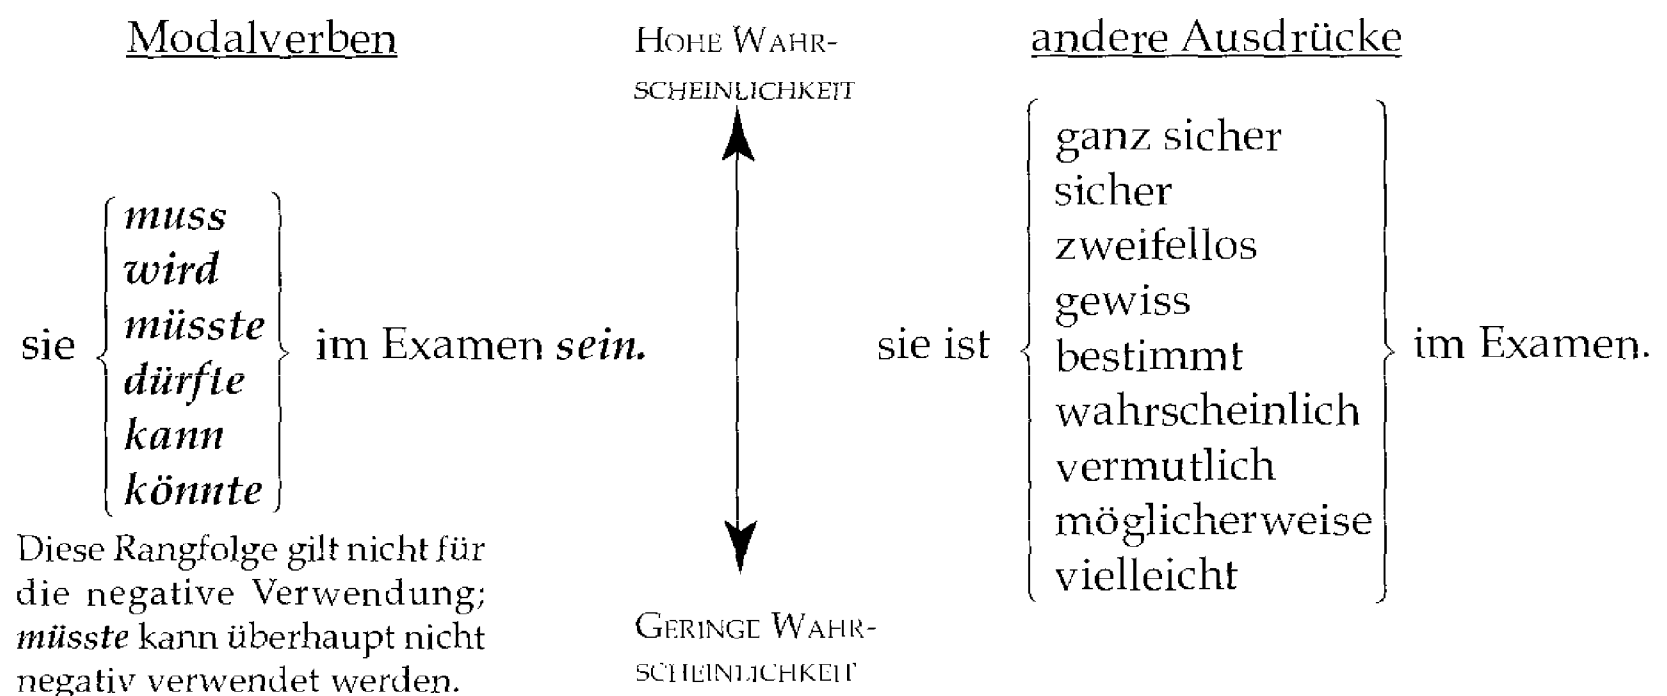 Modalverben
muss
wird
müsste
sie dürfte im Examen sein.
kann
könnte
Diese Rangfolge gilt nicht für
die negative Verwendung;
müsste kann überhaupt nicht
negativ verwendet werden.
HOHE WAHR-
SCHEINLICHKEIT
GERINGE WAHR-
SCHEINLICHKEIT
andere Ausdrücke
ganz sicher
sicher
zweifellos
gewiss
sie ist bestimmt im Examen.
wahrscheinlich
vermutlich
möglicherweise
vielleicht